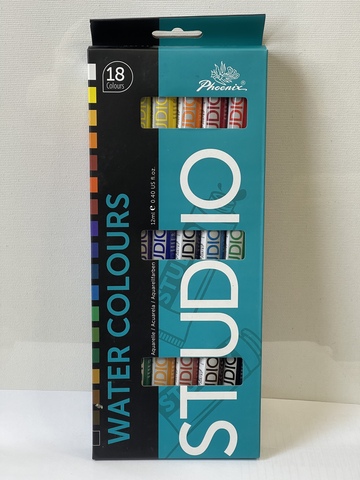 18
Colours
Phoenix
WATER COLOURS
Aquarelle / Acuarela / Aquarellfarben
12ml e 0.40 US fl.oz.
STUDIO